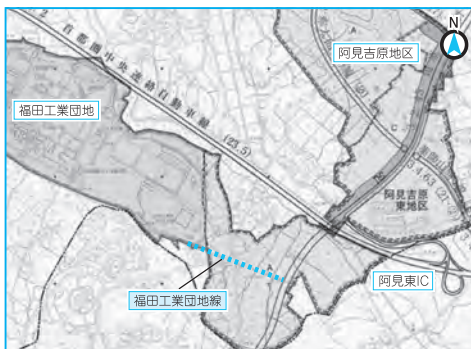 N
阿見吉原地区
福田工業団地
首都圏中央連絡自動車線
(23.5)
阿見吉原
東地区
阿見東IC
福田工業団地線